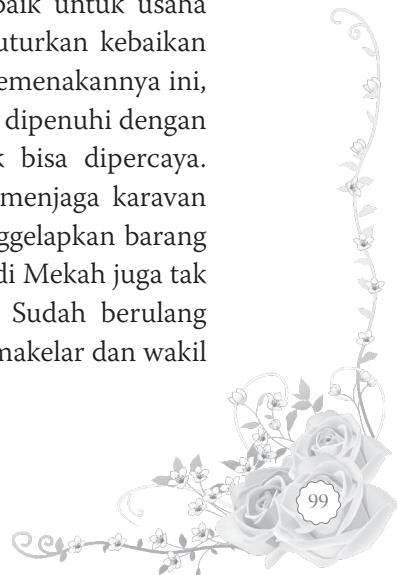 baik untuk usaha
uturkan kebaikan
emenakannya ini,
dipenuhi dengan
k bisa dipercaya.
menjaga karavan
ggelapkan barang
di Mekah juga tak
Sudah berulang
makelar dan wakil
99